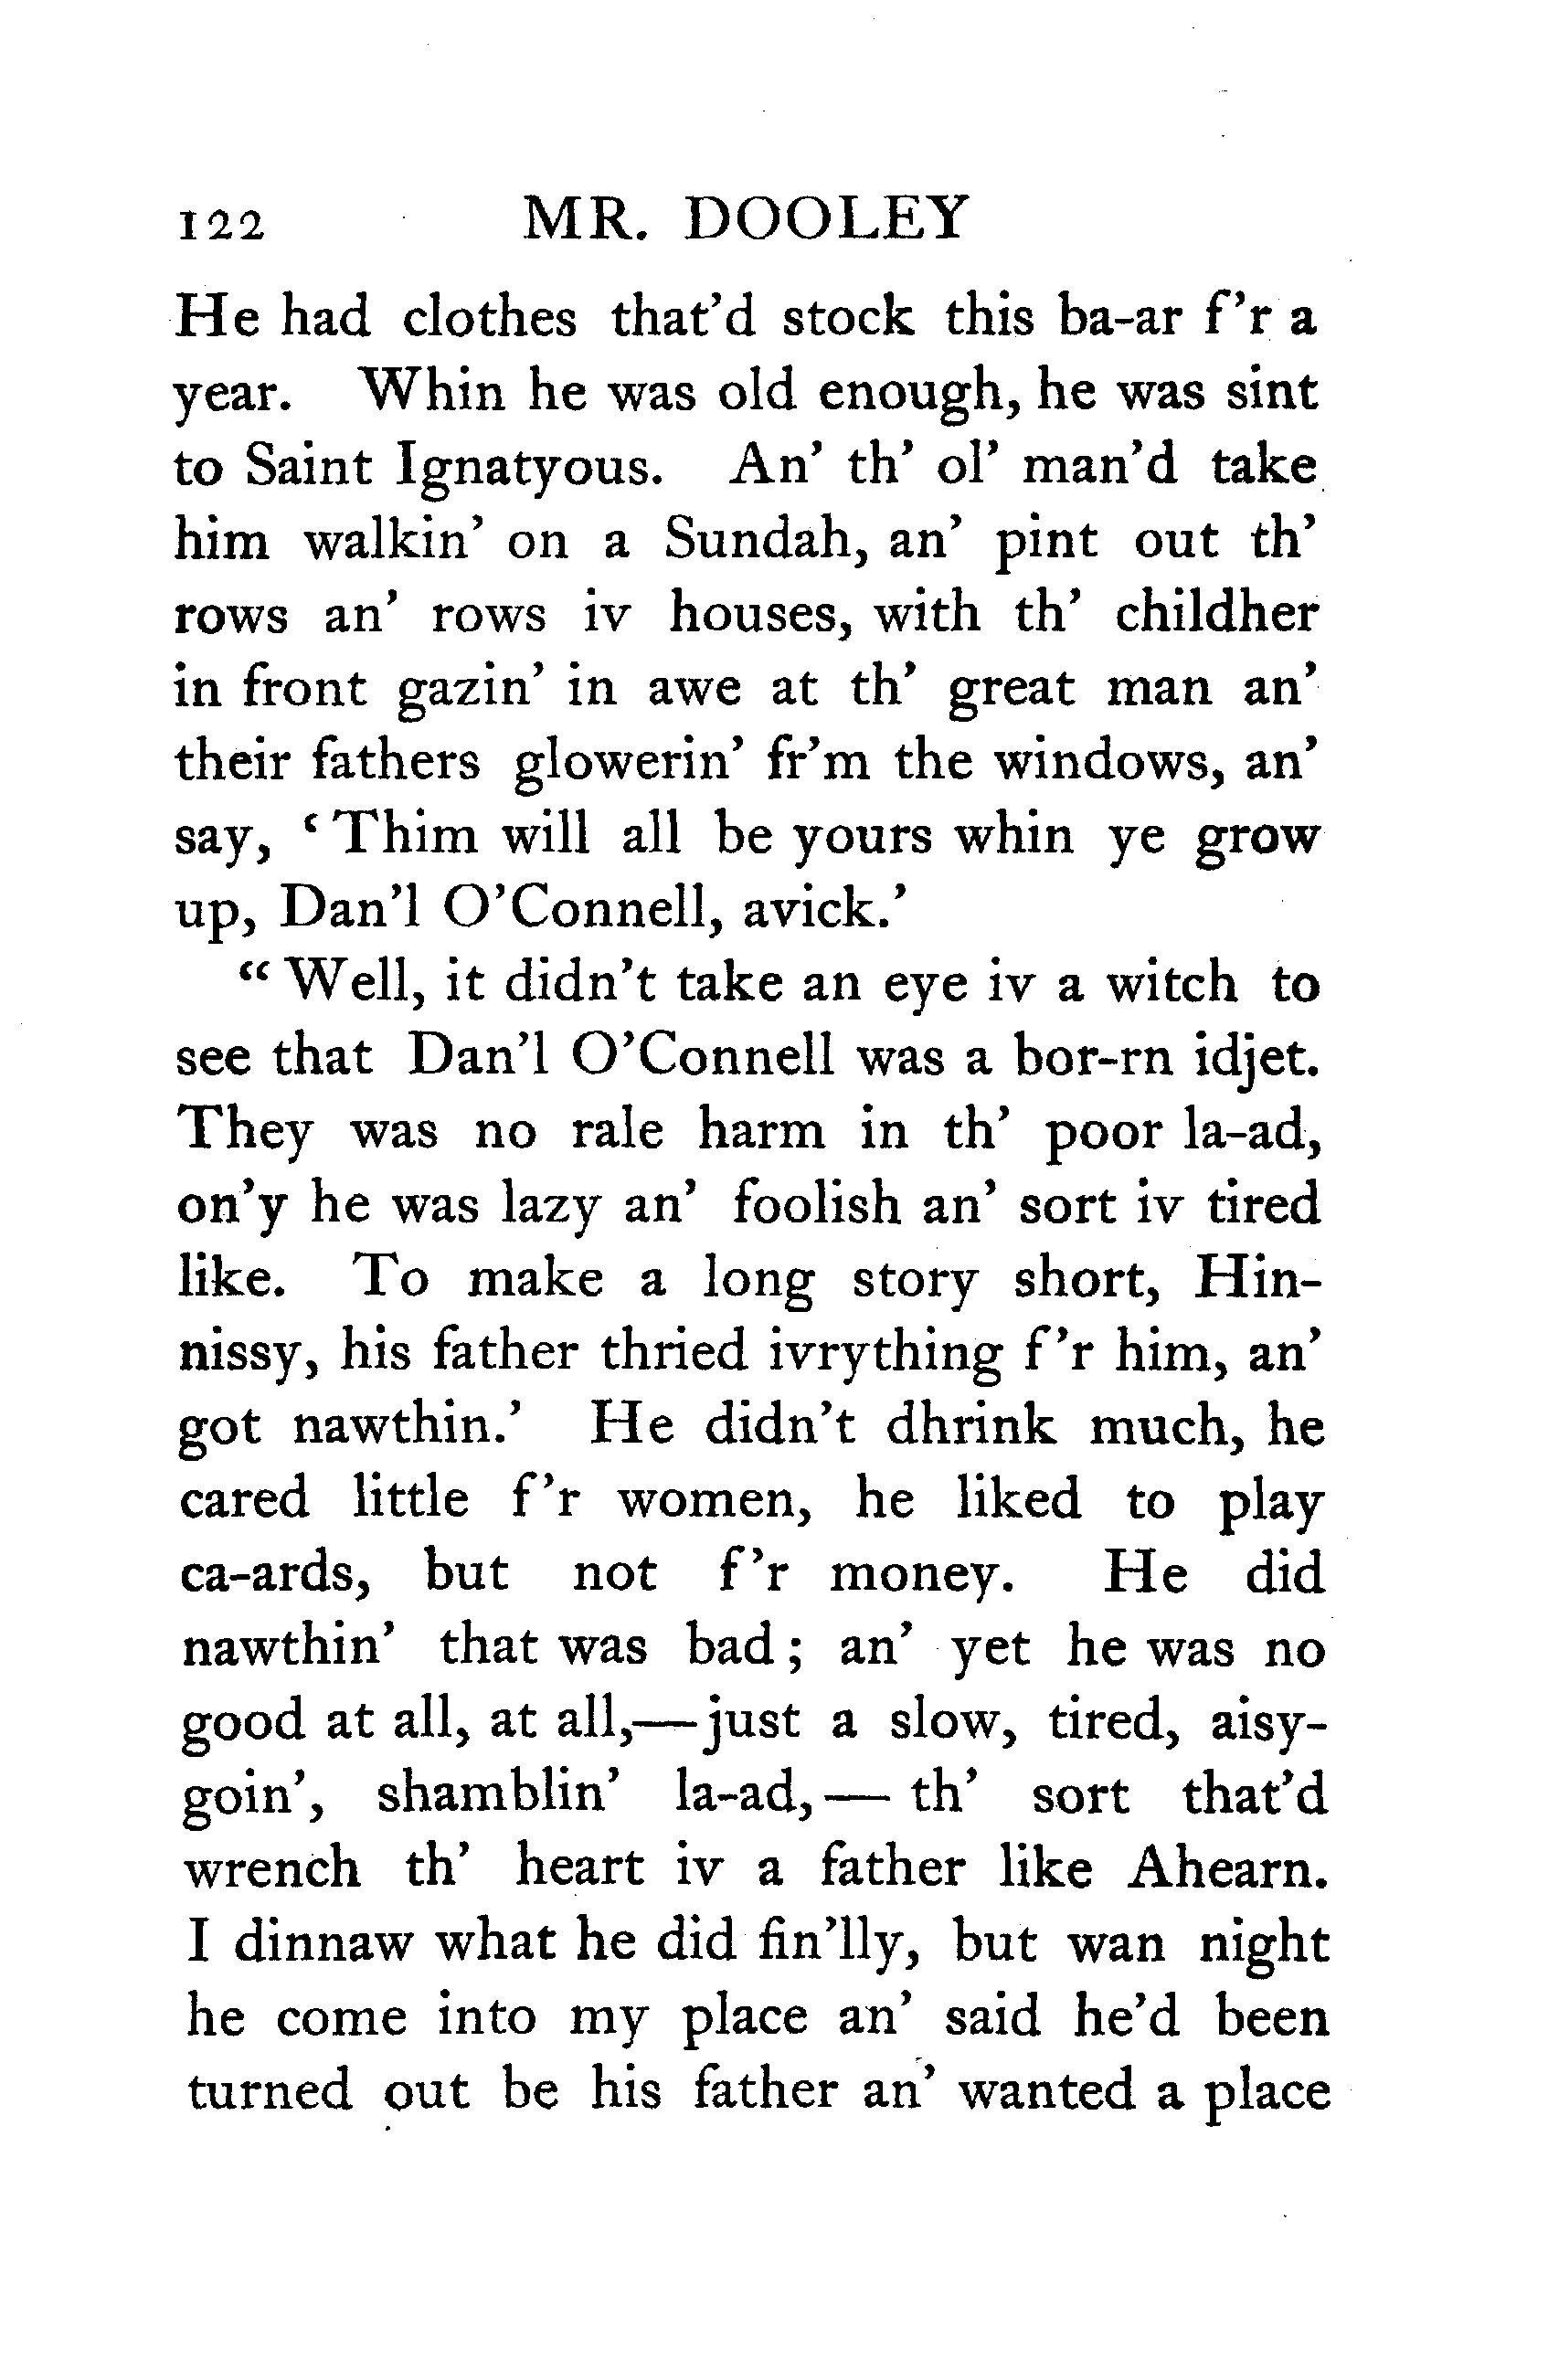 122 MR. DOOLEY
He had clothes that’d stock this ba-ar f’r a
year. Whin he was old enough, he was sint
to Saint Ignatyous. An’ th’ ol’ man’d take
him walkin’ on a Sundah, an’ pint out th’
rows an’ rows iv houses, with th’ childher
in front gazin’ in awe at th’ great man an’
their fathers glowerin’ fr’m the windows, an’
say, ‘Thim will all be yours whin ye grow
up, Dan’l O’Connell, avick.’
“Well, it didn’t take an eye iv a witch to
see that Dan’l O’Connell was a bor-rn idjet.
They was no rale harm in th’ poor la-ad,
on’y he was lazy an’ foolish an’ sort iv tired
like. To make a long story short, Hin-
nissy, his father thried ivrything f’r him, an’
got nawthin.’ He didn’t dhrink much, he
cared little f’r women, he liked to play
ca-ards, but not f’r money. He did
nawthin’ that was bad; an’ yet he was no
good at all, at all,—just a slow, tired, aisy-
goin’, shamblin’ la-ad,— th’ sort that’d
wrench th’ heart iv a father like Ahearn.
I dinnaw what he did fin’lly, but wan night
he come into my place an’ said he’d been
turned out be his father an’ wanted a place